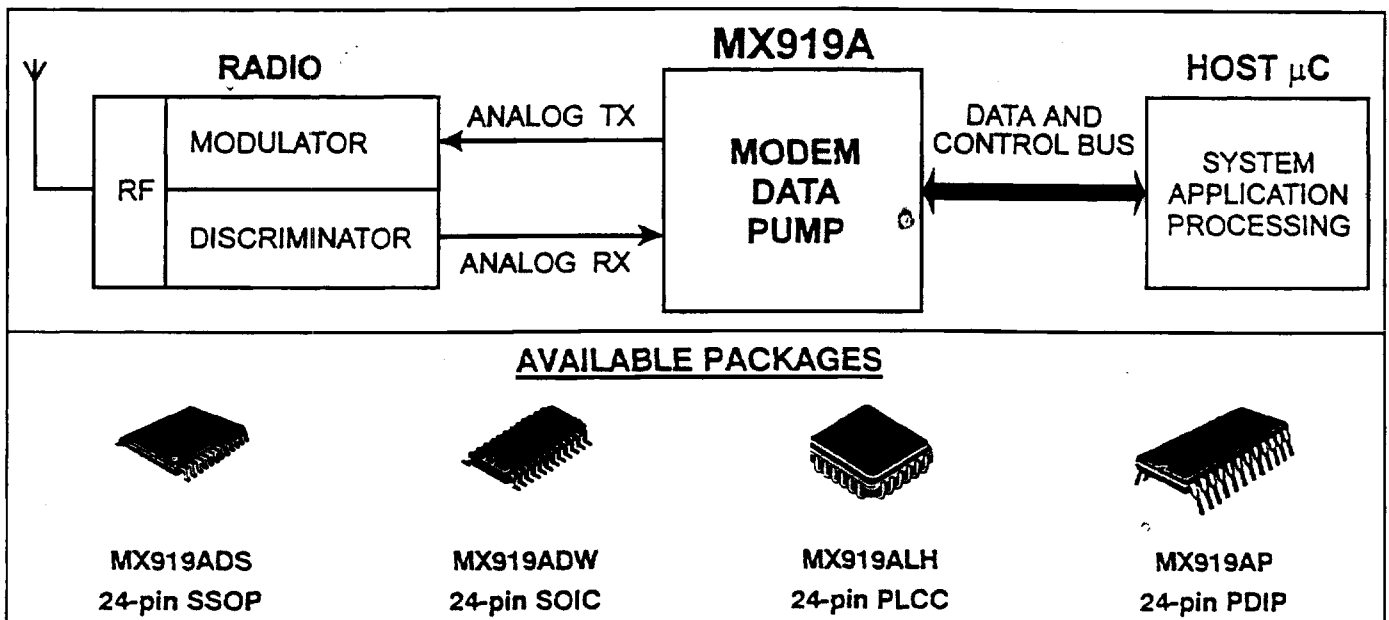 MX919A
RADIO
HOST µC
RF
MODULATOR
DISCRIMINATOR
ANALOG TX
ANALOG RX
MODEM
DATA
PUMP
DATA AND
CONTROL BUS
SYSTEM
APPLICATION
PROCESSING
AVAILABLE PACKAGES
MX919ADS
24-pin SSOP
MX919ADW
24-pin SOIC
MX919ALH
24-pin PLCC
MX919AP
24-pin PDIP